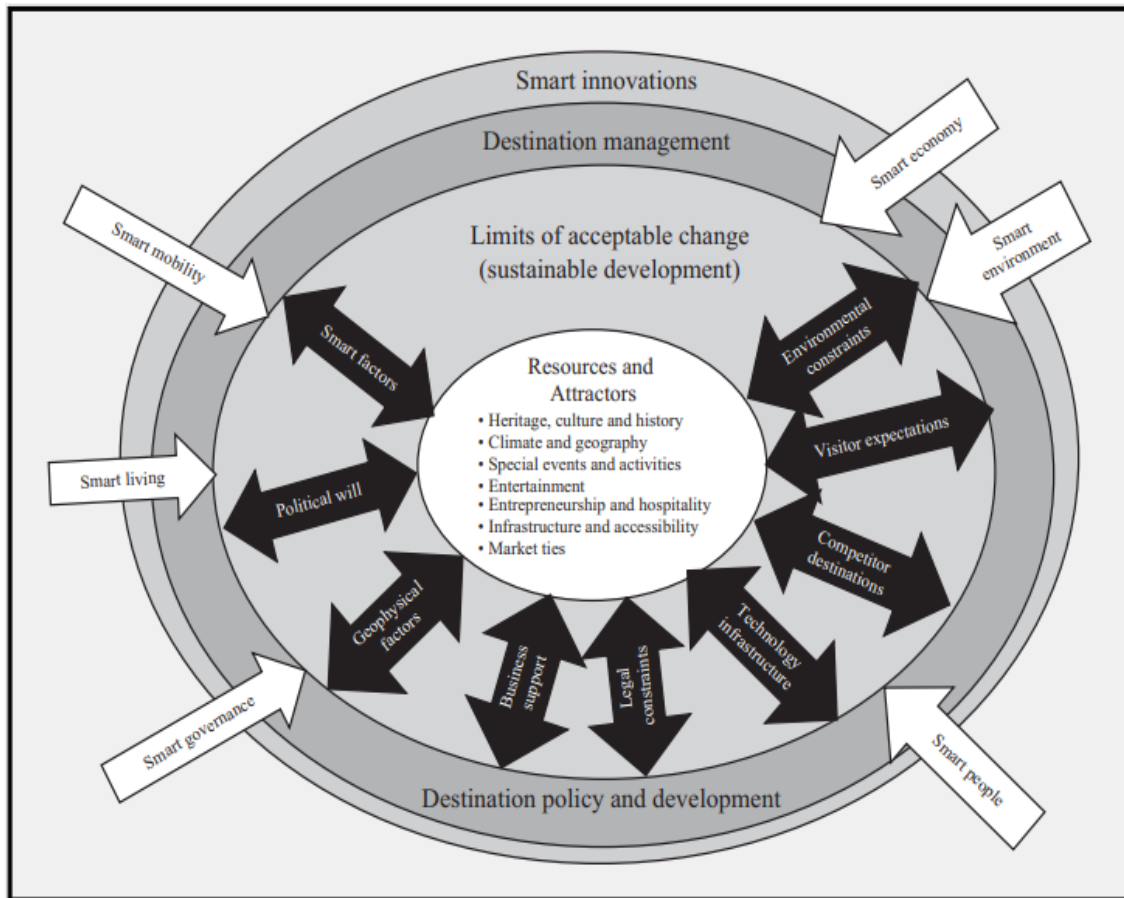 Smart innovations
Destination management
Smart economy
Smart
environment
Smart mobility
Limits of acceptable change
(sustainable development)
Smart factors
Environmental
constraints
Resources and
Attractors
• Heritage, culture and history
• Climate and geography
• Special events and activities
• Entertainment
• Entrepreneurship and hospitality
• Infrastructure and accessibility
• Market ties
Visitor expectations
Smart living
Political will
Competitor
destinations
Geophysical
factors
Business
support
Legal
constraints
Technology
infrastructure
Smart governance
Smart people
Destination policy and development